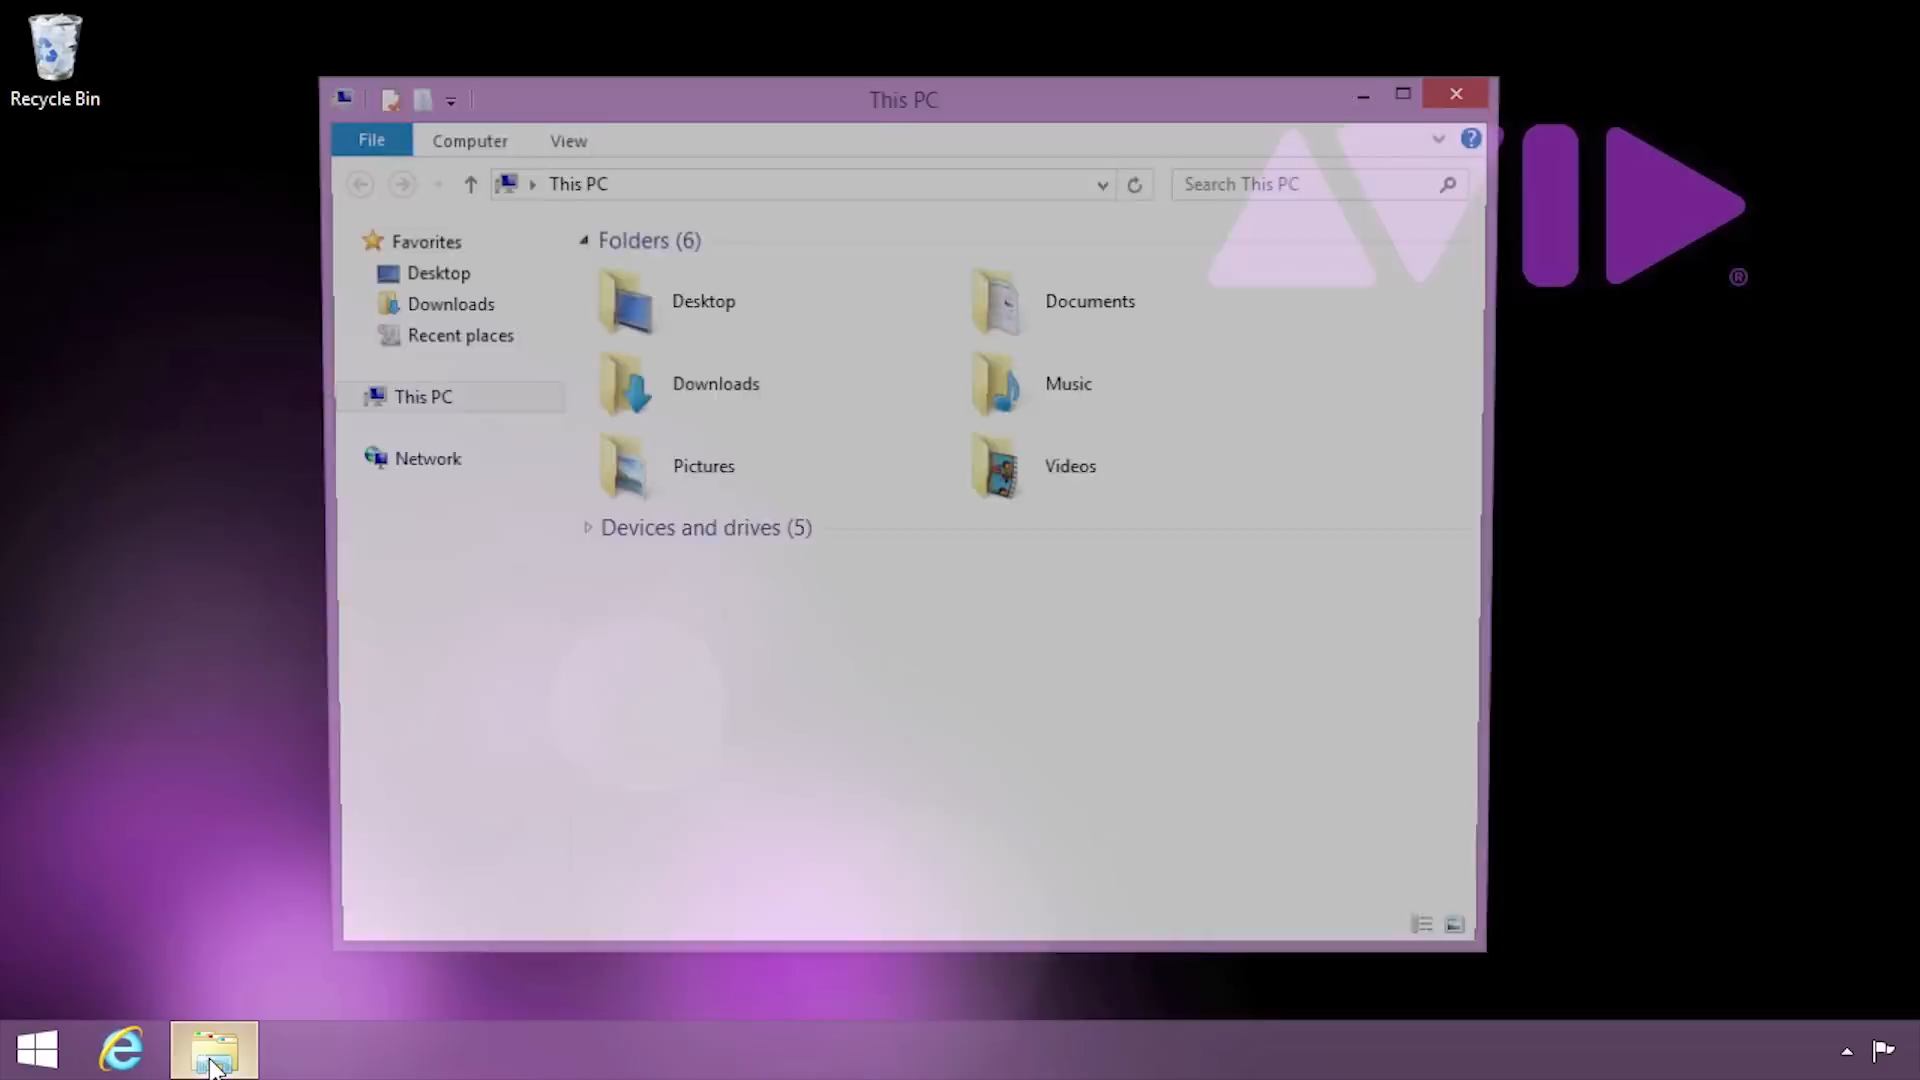 Recycle Bin
This PC
File
Computer
View
This PC
Search This PC
Favorites
Desktop
Downloads
Recent places
This PC
Network
Folders (6)
Desktop
Documents
Downloads
Music
Pictures
Videos
Devices and drives (5)
AVID
®